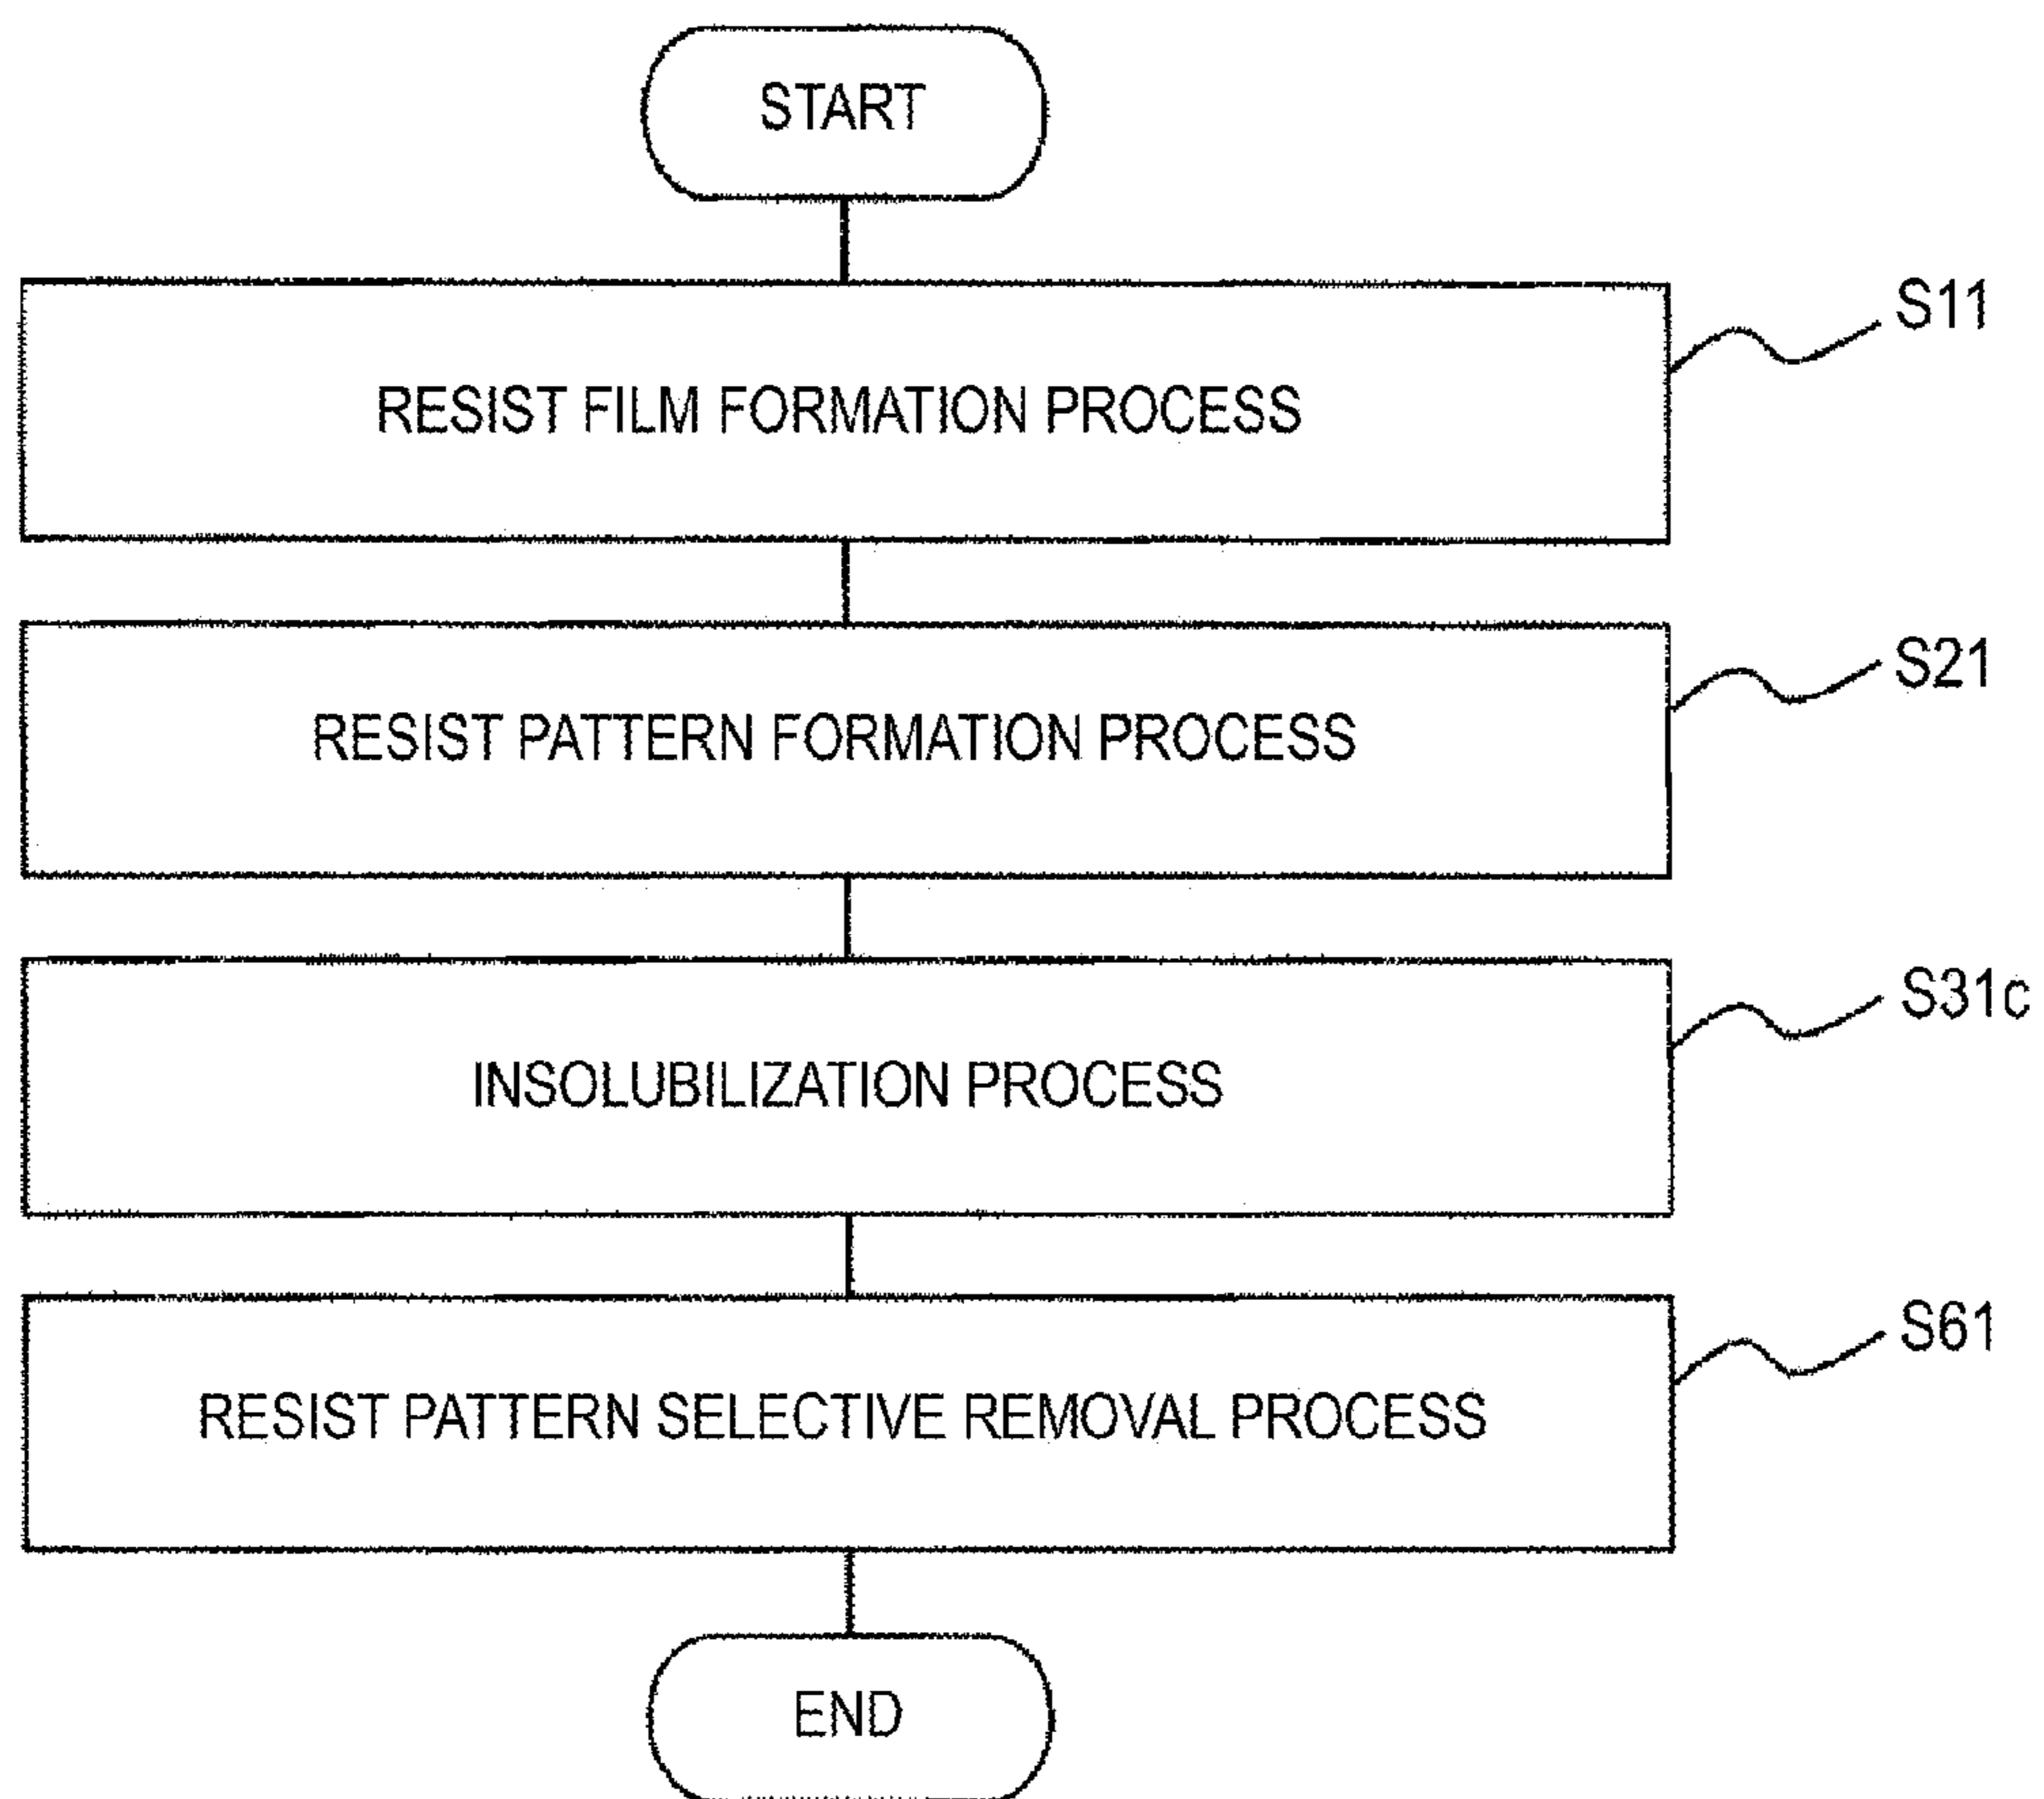 START
RESIST FILM FORMATION PROCESS
S11
RESIST PATTERN FORMATION PROCESS
S21
INSOLUBILIZATION PROCESS
S31c
RESIST PATTERN SELECTIVE REMOVAL PROCESS
S61
END